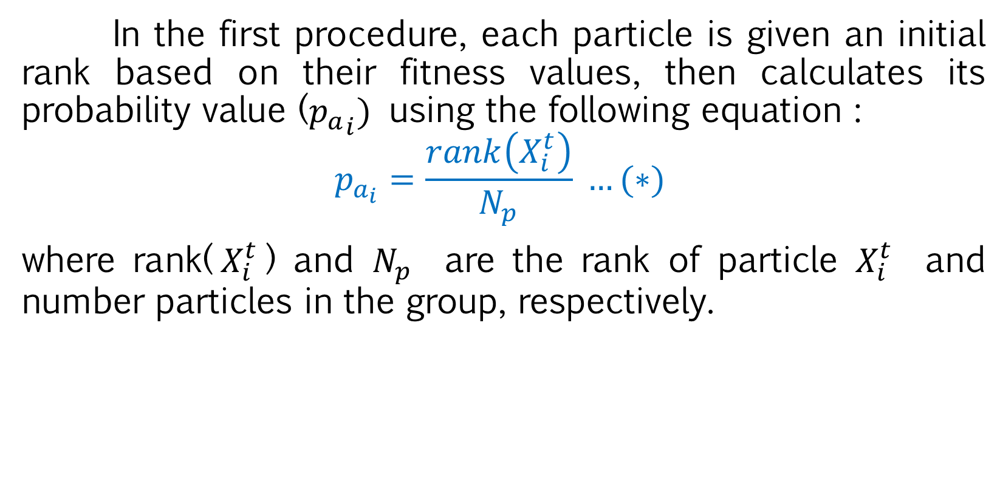 In the first procedure, each particle is given an initial
rank based on their fitness values, then calculates its
probability value $(p_{a_i})$ using the following equation :
$p_{a_i} = \frac{rank(X_i^t)}{N_p}$ ... (*)
where rank( $X_i^t$ ) and $N_p$ are the rank of particle $X_i^t$ and
number particles in the group, respectively.